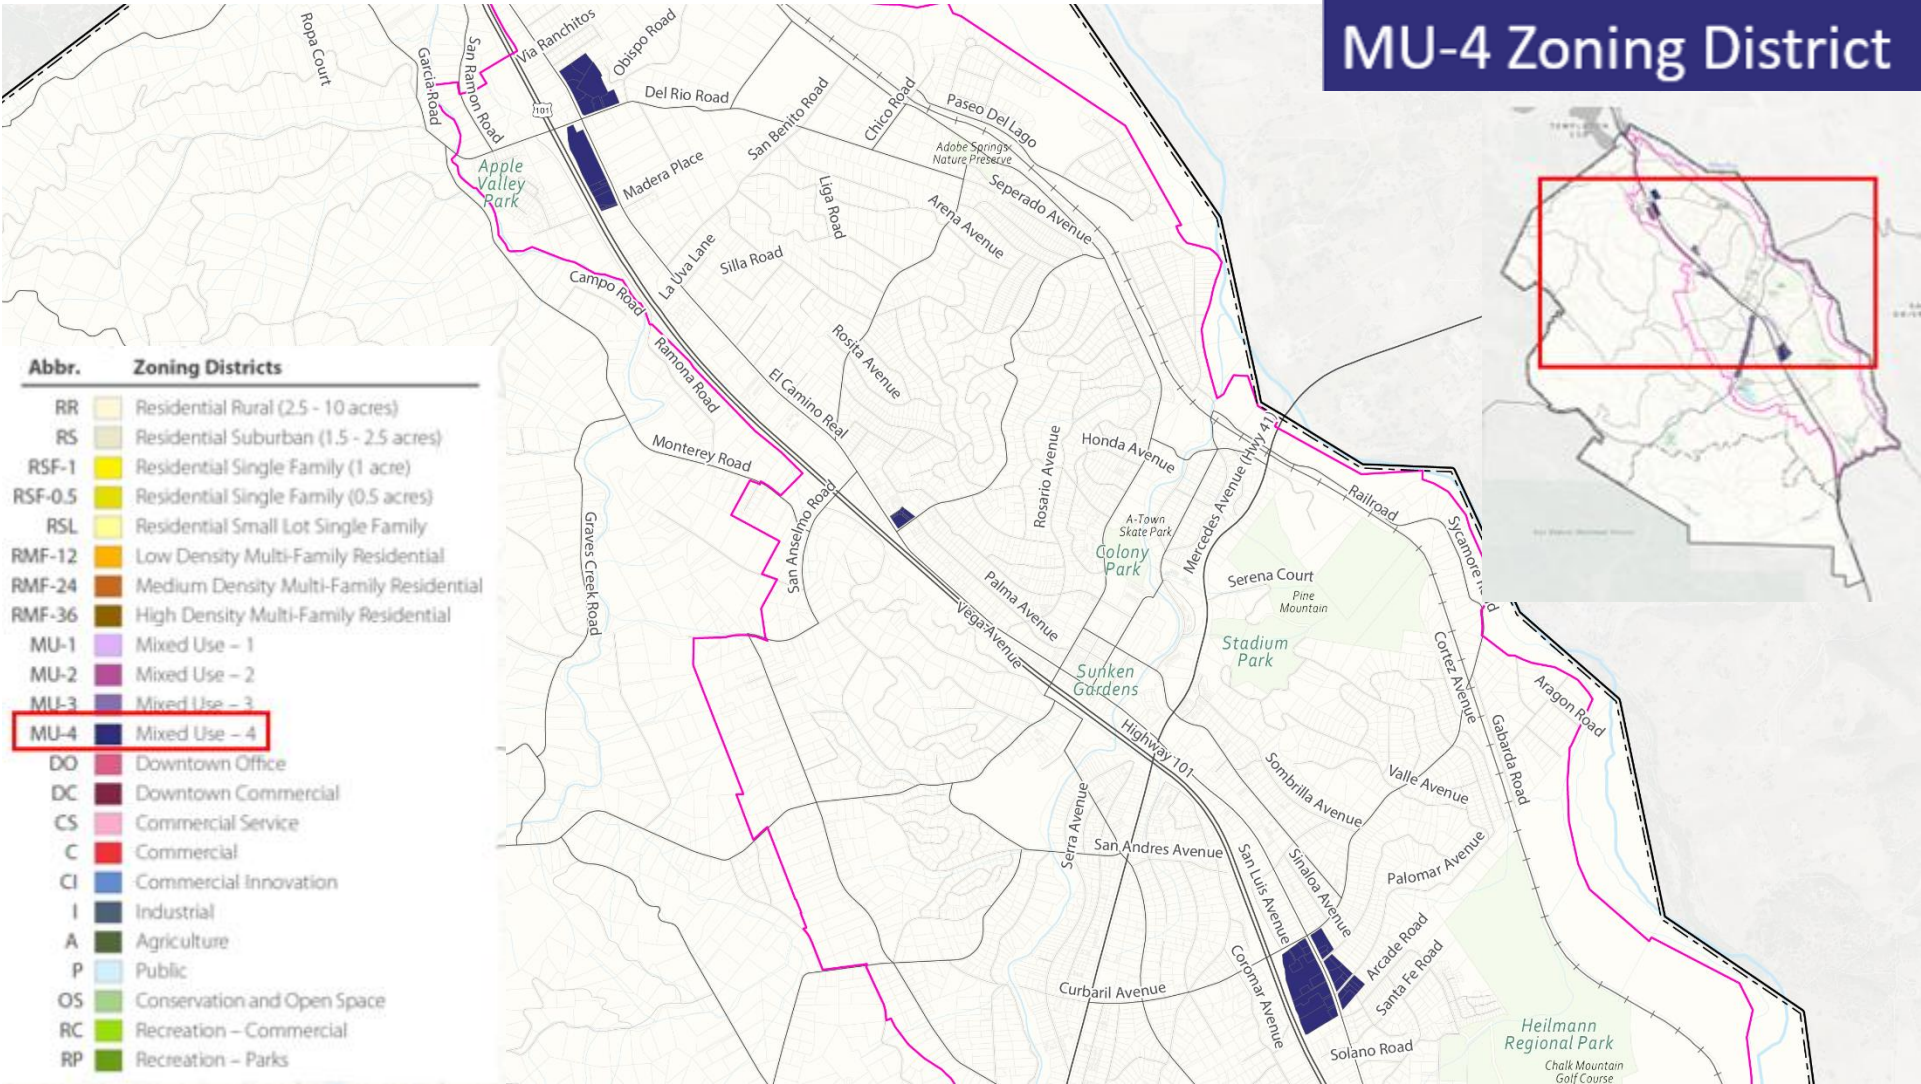 MU-4 Zoning District
Ropa Court
Garcia Road
San Ramon Road
Via Ranchitos
Obispo Road
101
Del Rio Road
San Benito Road
Chico Road
Paseo Del Lago
Adobe Springs
Nature Preserve
Apple
Valley
Park
Madera Place
Liga Road
Seperado Avenue
Arena Avenue
La Uva Lane
Silla Road
Campo Road
Ramona Road
Rosita Avenue
El Camino Real
Monterey Road
Honda Avenue
Mercedes Avenue (Hwy 41)
Rosario Avenue
Railroad
San Anselmo Road
Graves Creek Road
A-Town
Skate Park
Colony
Park
Sycamore
Serena Court
Pine
Mountain
Palma Avenue
Vega Avenue
Stadium
Park
Sunken
Gardens
Cortez Avenue
Aragon Road
Gabarda Road
Highway 101
Sombrilla Avenue
Valle Avenue
Serra Avenue
San Andres Avenue
San Luis Avenue
Sinaloa Avenue
Palomar Avenue
Arcade Road
Santa Fe Road
Coromar Avenue
Curbaril Avenue
Solano Road
Heilmann
Regional Park
Chalk Mountain
Golf Course
Abbr. Zoning Districts
RR Residential Rural (2.5 - 10 acres)
RS Residential Suburban (1.5 - 2.5 acres)
RSF-1 Residential Single Family (1 acre)
RSF-0.5 Residential Single Family (0.5 acres)
RSL Residential Small Lot Single Family
RMF-12 Low Density Multi-Family Residential
RMF-24 Medium Density Multi-Family Residential
RMF-36 High Density Multi-Family Residential
MU-1 Mixed Use – 1
MU-2 Mixed Use – 2
MU-3 Mixed Use – 3
MU-4 Mixed Use – 4
DO Downtown Office
DC Downtown Commercial
CS Commercial Service
C Commercial
CI Commercial Innovation
I Industrial
A Agriculture
P Public
OS Conservation and Open Space
RC Recreation – Commercial
RP Recreation – Parks